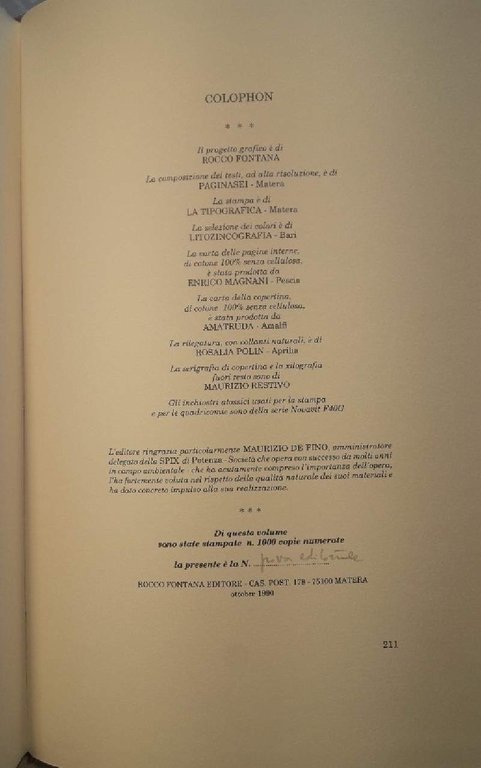 COLOPHON
* * *
Il progetto grafico è di
ROCCO FONTANA
La composizione dei testi, ad alta risoluzione, è di
PAGINASEI - Matera
La stampa è di
LA TIPOGRAFICA - Matera
La selezione dei colori è di
LITOZINCOGRAFIA - Bari
La carta delle pagine interne,
di cotone 100% senza cellulosa,
è stata prodotta da
ENRICO MAGNANI - Pescia
La carta della copertina,
di cotone 100% senza cellulosa,
è stata prodotta da
AMATRUDA - Amalfi
La rilegatura, con collanti naturali, è di
ROSALIA POLIN - Aprilia
La serigrafia di copertina e la xilografia
fuori testo sono di
MAURIZIO RESTIVO
Gli inchiostri atossici usati per la stampa
e per le quadricomie sono della serie Novavit F40G
L'editore ringrazia particolarmente MAURIZIO DE FINO, amministratore
delegato della SPIX di Potenza - Società che opera con successo da molti anni
in campo ambientale - che ha acutamente compreso l'importanza dell'opera,
l'ha fortemente voluta nel rispetto della qualità naturale dei suoi materiali e
ha dato concreto impulso alla sua realizzazione.
* * *
Di questo volume
sono state stampate n. 1000 copie numerate
la presente è la N. prova editoriale
ROCCO FONTANA EDITORE - CAS. POST. 178 - 75100 MATERA
ottobre 1990
211